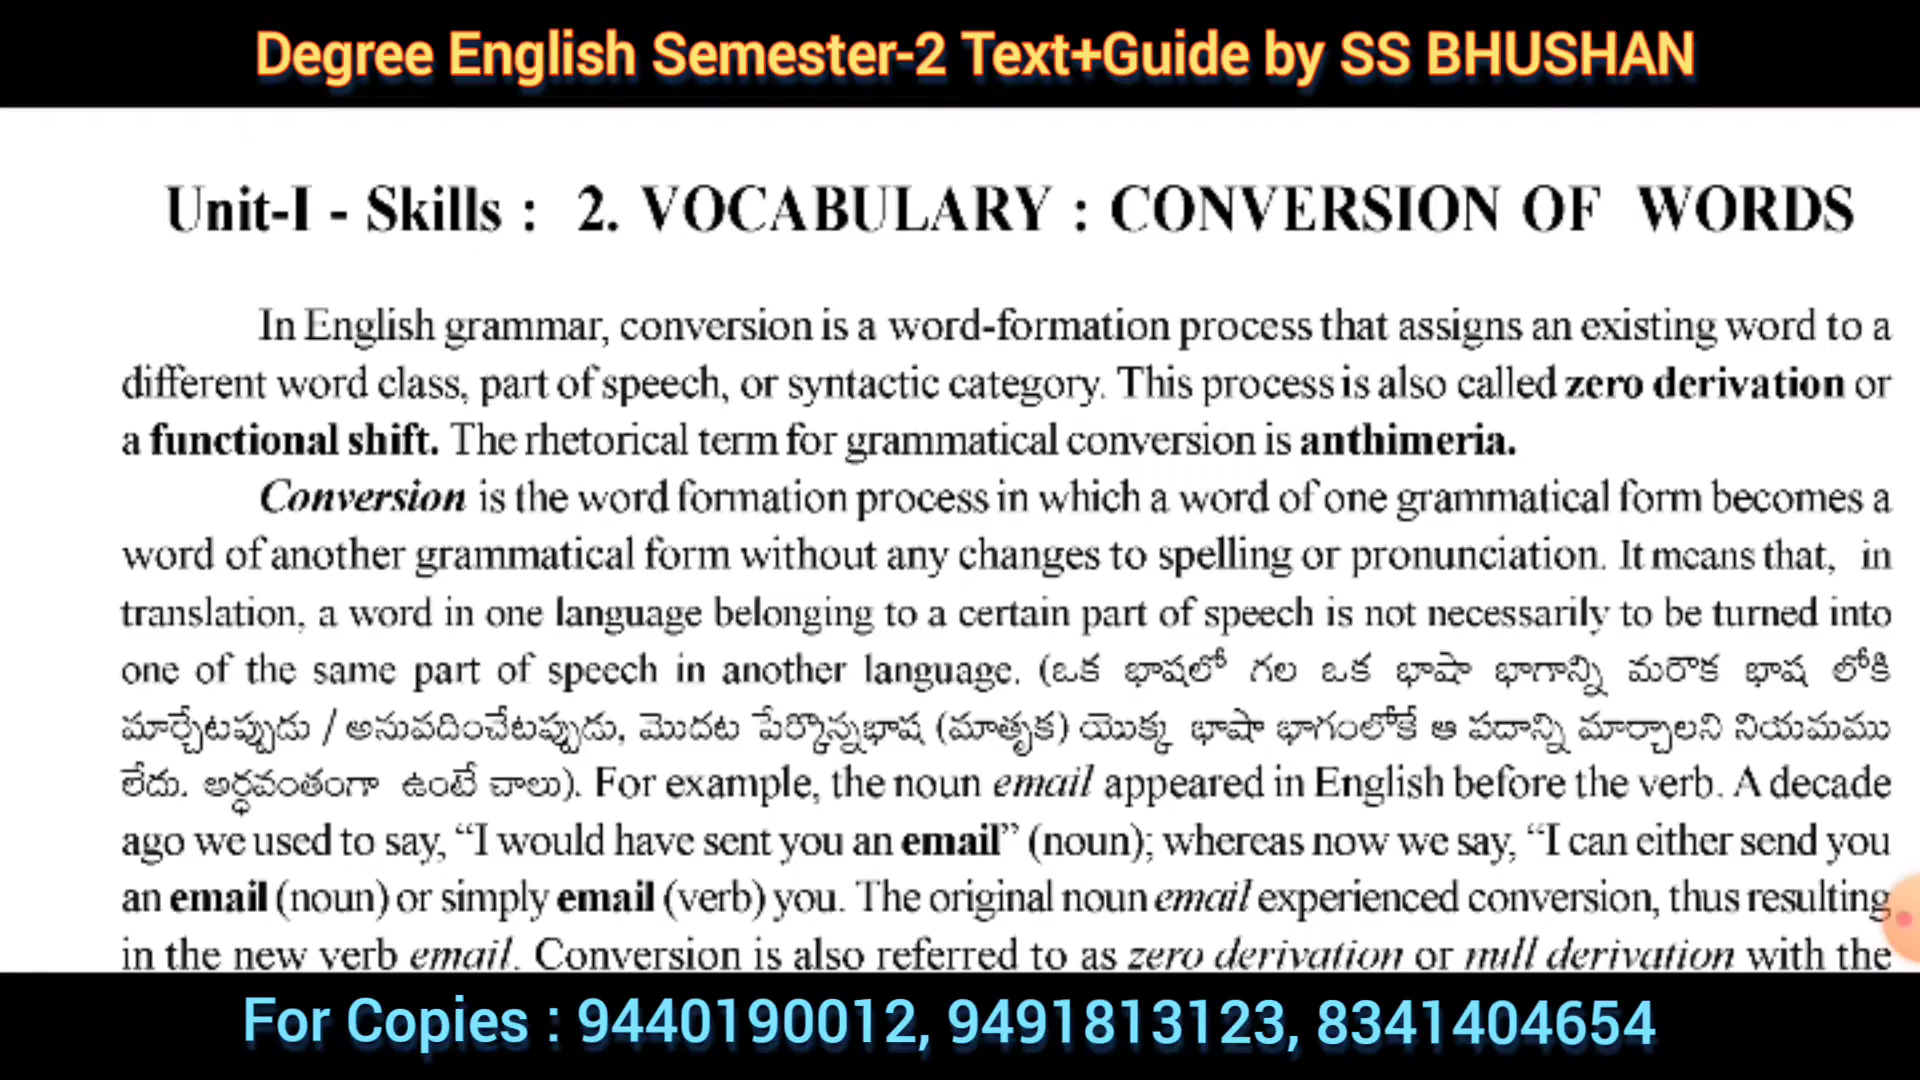 Degree English Semester-2 Text+Guide by SS BHUSHAN
Unit-I - Skills : 2. VOCABULARY : CONVERSION OF WORDS
In English grammar, conversion is a word-formation process that assigns an existing word to a
different word class, part of speech, or syntactic category. This process is also called zero derivation or
a functional shift. The rhetorical term for grammatical conversion is anthimeria.
Conversion is the word formation process in which a word of one grammatical form becomes a
word of another grammatical form without any changes to spelling or pronunciation. It means that, in
translation, a word in one language belonging to a certain part of speech is not necessarily to be turned into
one of the same part of speech in another language. (ఒక భాషలో గల ఒక భాషా భాగాన్ని మరొక భాష లోకి
మార్చేటప్పుడు / అనువదించేటప్పుడు, మొదట పేర్కొన్నభాష (మాతృక) యొక్క భాషా భాగంలోకే ఆ పదాన్ని మార్చాలని నియమము
లేదు. అర్ధవంతంగా ఉంటే చాలు). For example, the noun email appeared in English before the verb. A decade
ago we used to say, “I would have sent you an email” (noun); whereas now we say, “I can either send you
an email (noun) or simply email (verb) you. The original noun email experienced conversion, thus resulting
in the new verb email. Conversion is also referred to as zero derivation or null derivation with the
For Copies : 9440190012, 9491813123, 8341404654